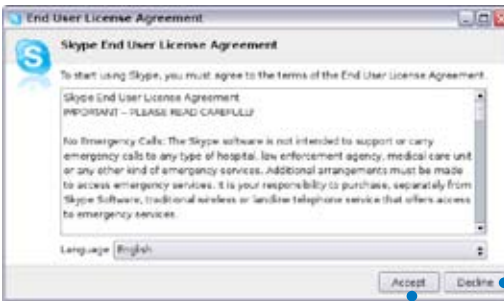 End User License Agreement
Skype End User License Agreement
To start using Skype, you must agree to the terms of the End User License Agreement.
Skype End User License Agreement
IMPORTANT – PLEASE READ CAREFULLY
No Emergency Calls: The Skype software is not intended to support or carry
emergency calls to any type of hospital, law enforcement agency, medical care unit
or any other kind of emergency services. Additional arrangements must be made
to access emergency services. It is your responsibility to purchase, separately from
Skype Software, traditional wireless or landline telephone service that offers access
to emergency services.
Language English
Accept Decline